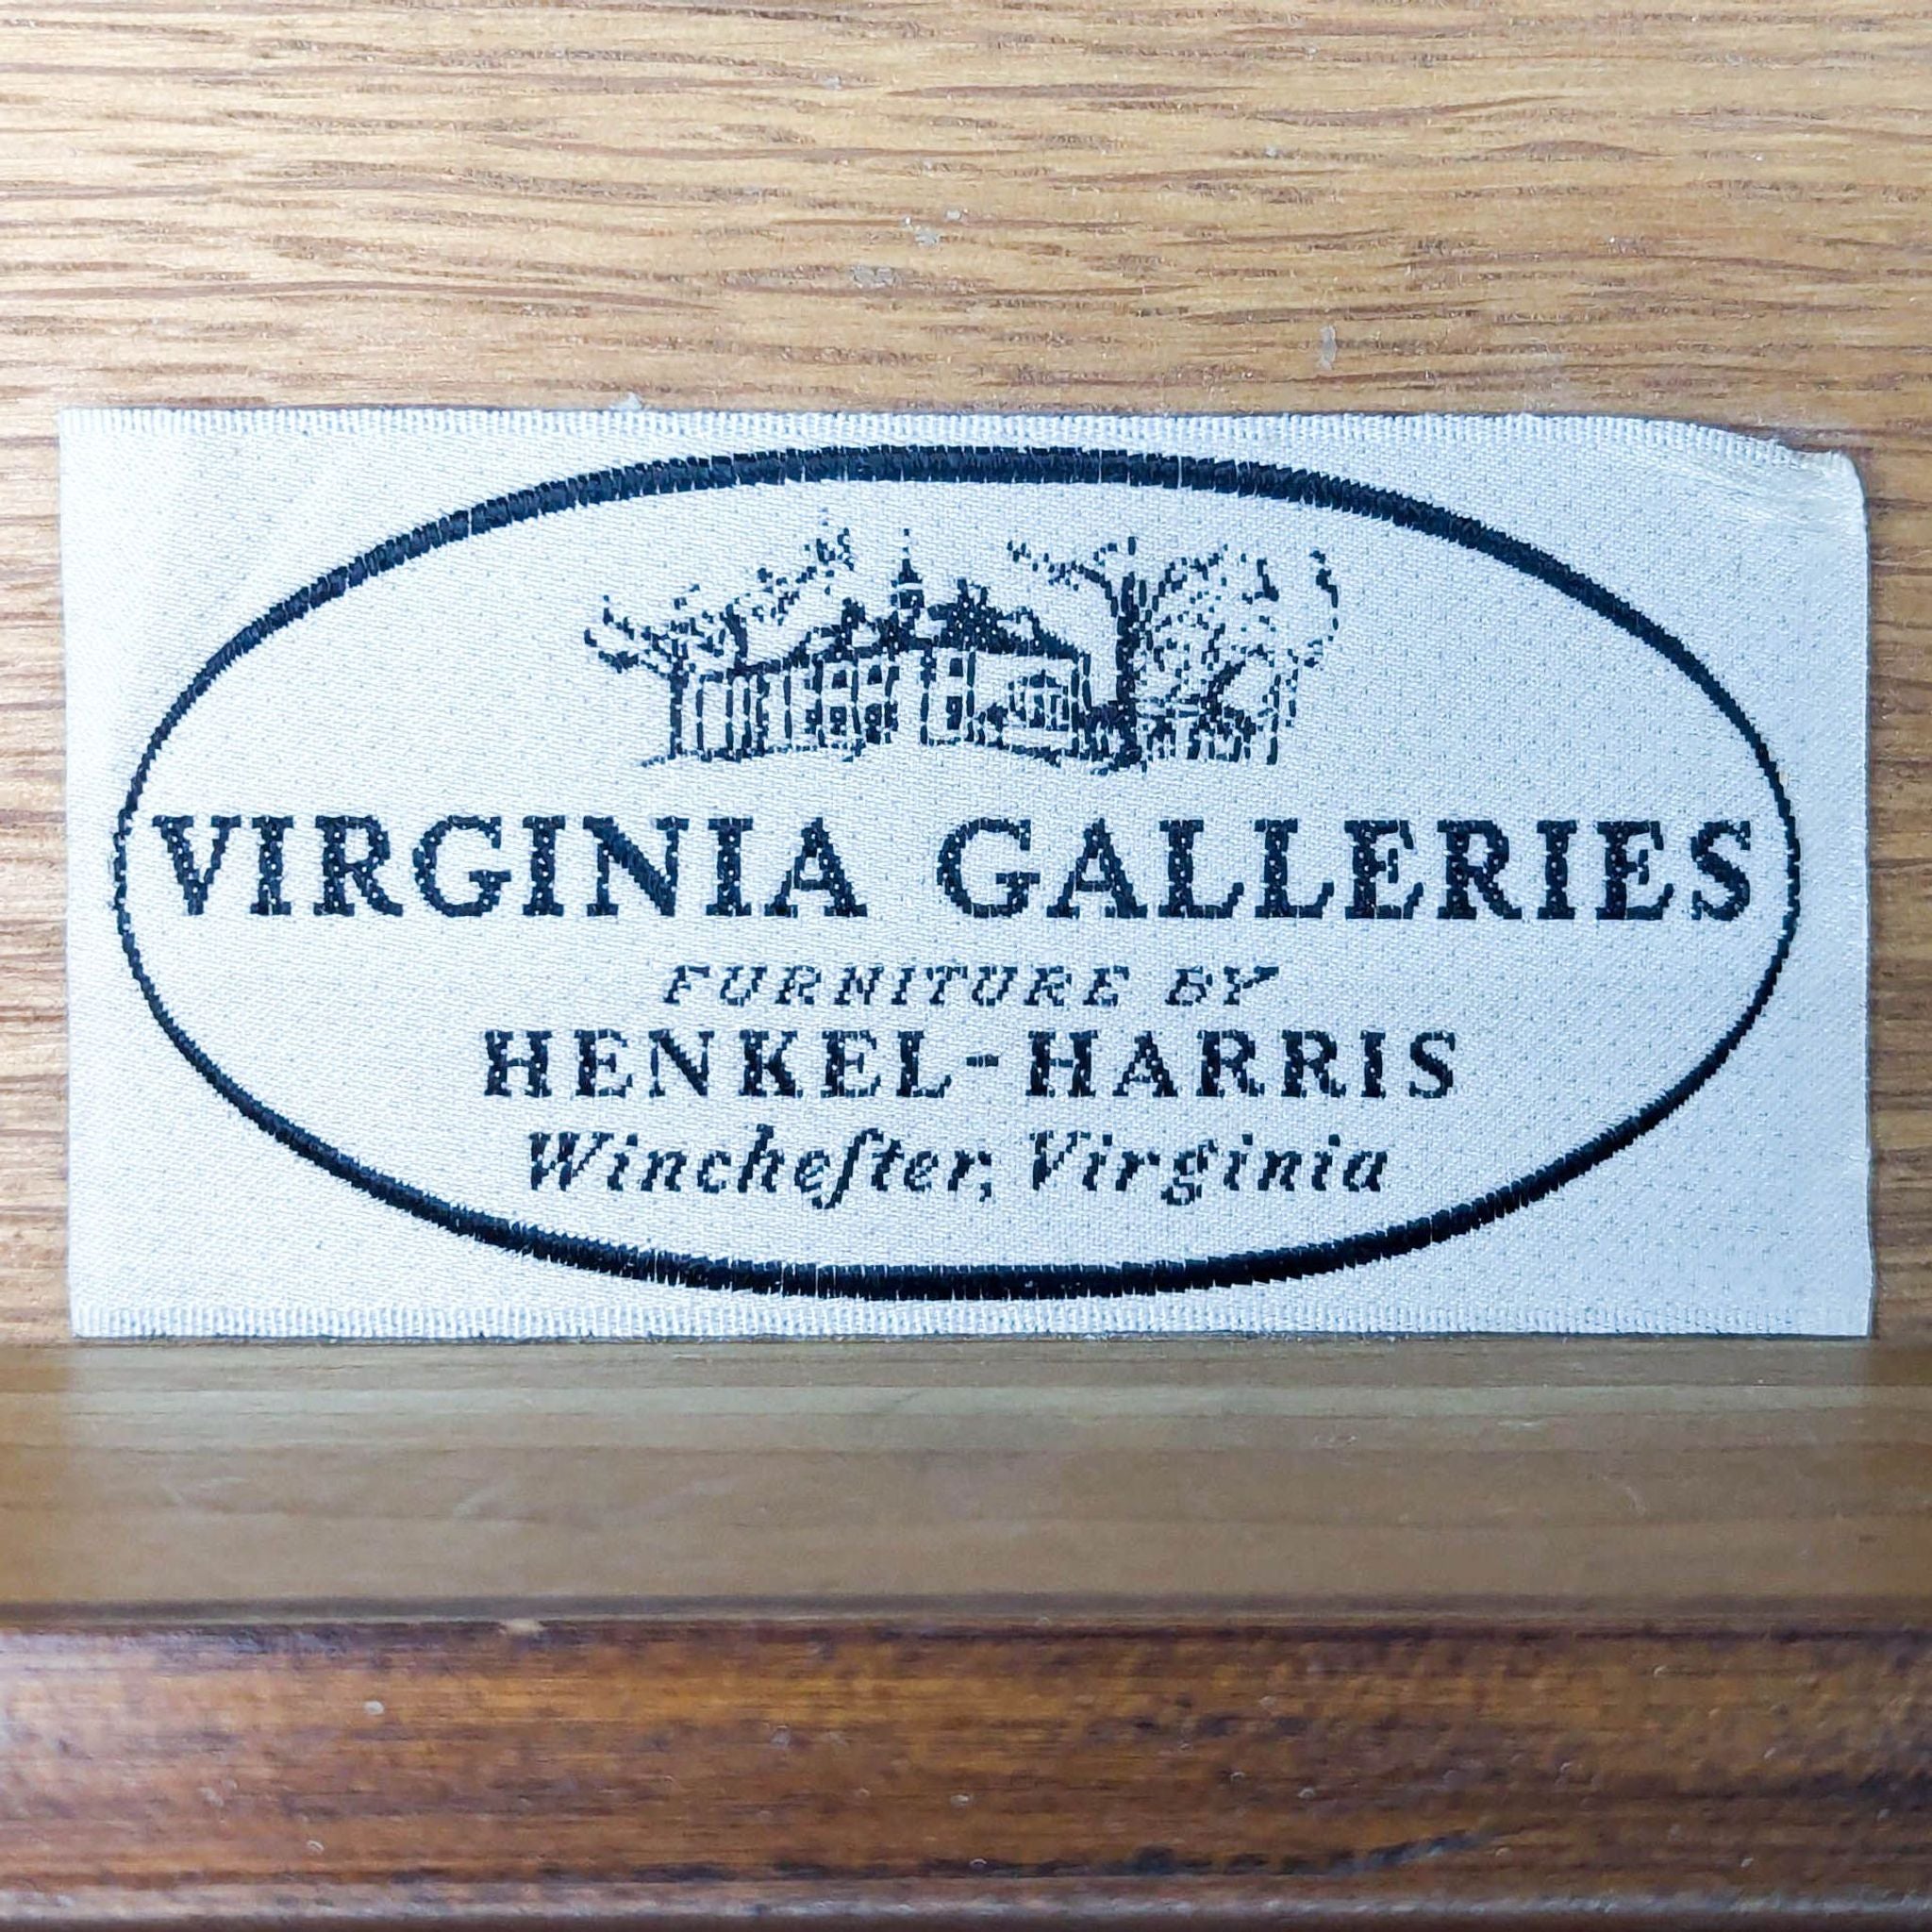 VIRGINIA GALLERIES
FURNITURE BY
HENKEL-HARRIS
Wincheſter, Virginia